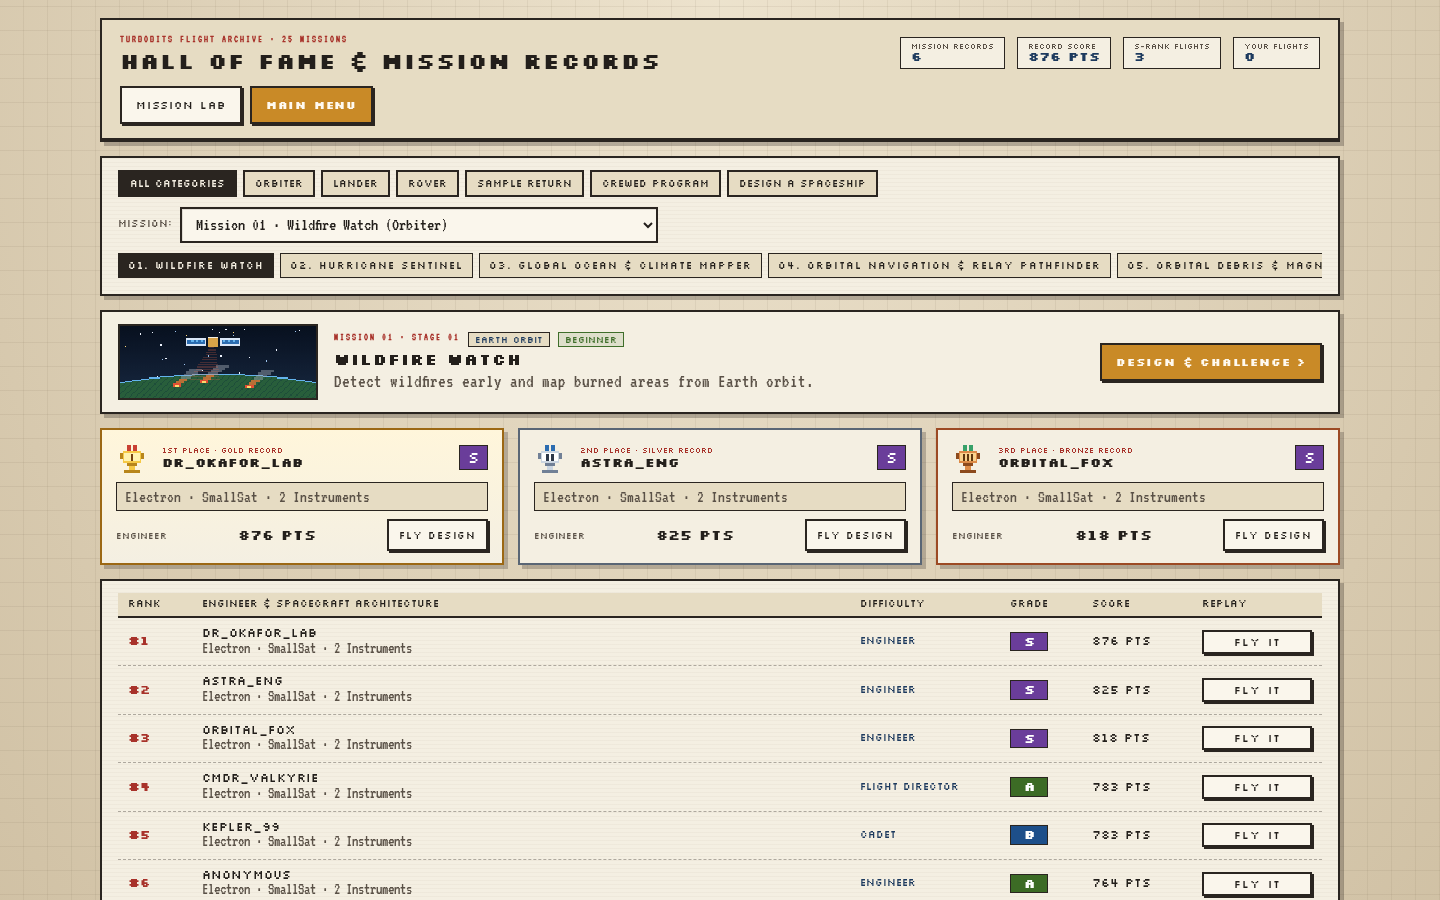 TURBOBITS FLIGHT ARCHIVE · 25 MISSIONS
HALL OF FAME & MISSION RECORDS
MISSION RECORDS
6
RECORD SCORE
876 PTS
S-RANK FLIGHTS
3
YOUR FLIGHTS
0
MISSION LAB
MAIN MENU
ALL CATEGORIES
ORBITER
LANDER
ROVER
SAMPLE RETURN
CREWED PROGRAM
DESIGN A SPACESHIP
MISSION:
Mission 01 · Wildfire Watch (Orbiter)
01. WILDFIRE WATCH
02. HURRICANE SENTINEL
03. GLOBAL OCEAN & CLIMATE MAPPER
04. ORBITAL NAVIGATION & RELAY PATHFINDER
05. ORBITAL DEBRIS & MAGN
MISSION 01 · STAGE 01
EARTH ORBIT
BEGINNER
WILDFIRE WATCH
Detect wildfires early and map burned areas from Earth orbit.
DESIGN & CHALLENGE >
1ST PLACE · GOLD RECORD
DR_OKAFOR_LAB
S
Electron · SmallSat · 2 Instruments
ENGINEER
876 PTS
FLY DESIGN
2ND PLACE · SILVER RECORD
ASTRA_ENG
S
Electron · SmallSat · 2 Instruments
ENGINEER
825 PTS
FLY DESIGN
3RD PLACE · BRONZE RECORD
ORBITAL_FOX
S
Electron · SmallSat · 2 Instruments
ENGINEER
818 PTS
FLY DESIGN
RANK ENGINEER & SPACECRAFT ARCHITECTURE DIFFICULTY GRADE SCORE REPLAY
#1 DR_OKAFOR_LAB ENGINEER S 876 PTS FLY IT
Electron · SmallSat · 2 Instruments
#2 ASTRA_ENG ENGINEER S 825 PTS FLY IT
Electron · SmallSat · 2 Instruments
#3 ORBITAL_FOX ENGINEER S 818 PTS FLY IT
Electron · SmallSat · 2 Instruments
#4 CMDR_VALKYRIE FLIGHT DIRECTOR A 783 PTS FLY IT
Electron · SmallSat · 2 Instruments
#5 KEPLER_99 CADET B 783 PTS FLY IT
Electron · SmallSat · 2 Instruments
#6 ANONYMOUS ENGINEER A 764 PTS FLY IT
Electron · SmallSat · 2 Instruments